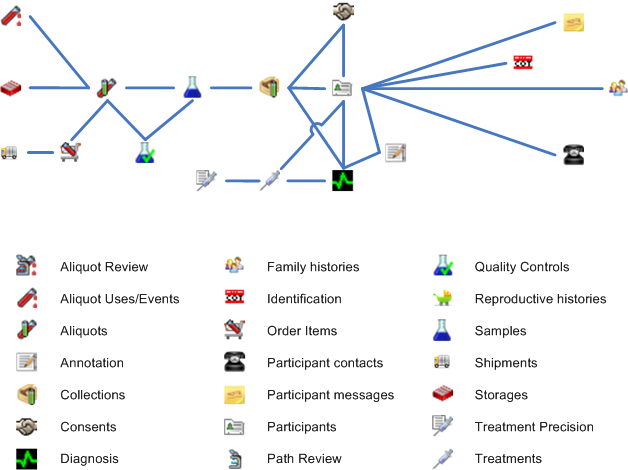 Aliquot Review
Family histories
Quality Controls
Aliquot Uses/Events
Identification
Reproductive histories
Aliquots
Order Items
Samples
Annotation
Participant contacts
Shipments
Collections
Participant messages
Storages
Consents
Participants
Treatment Precision
Diagnosis
Path Review
Treatments